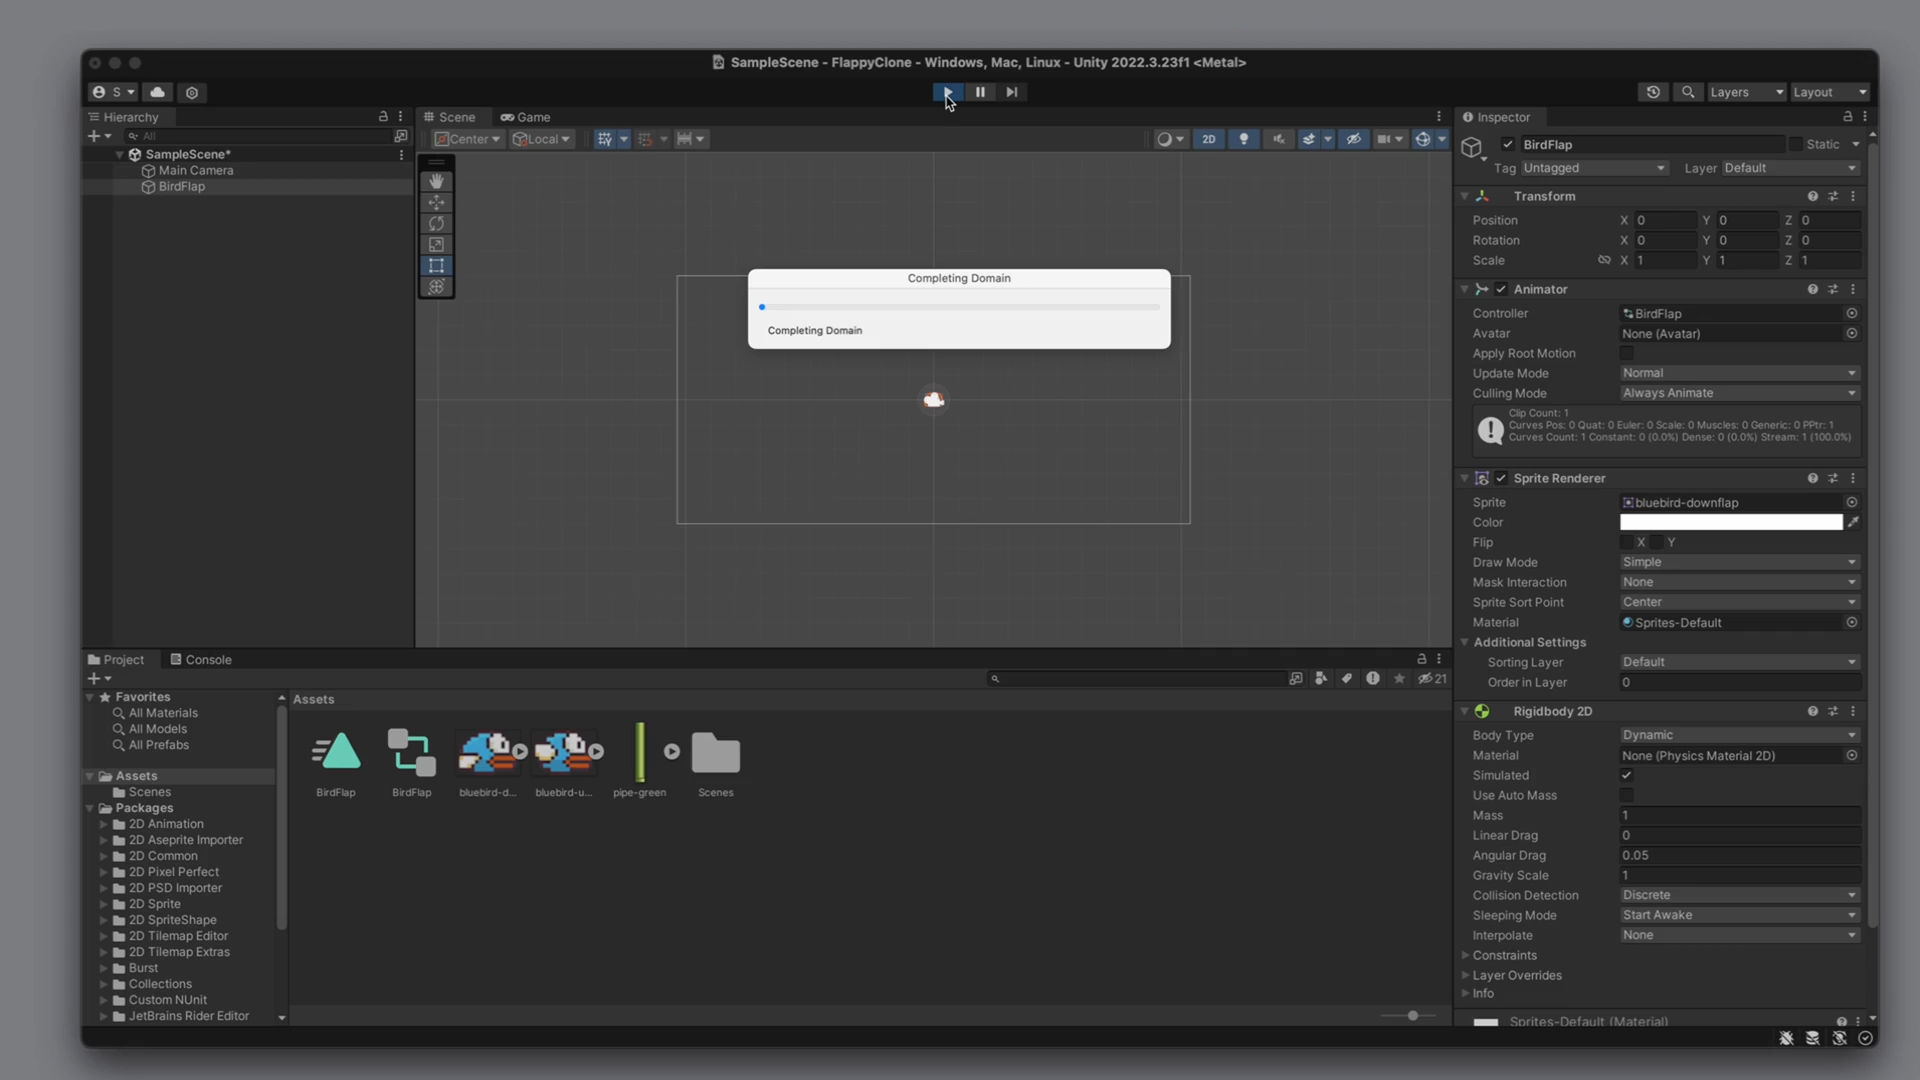 SampleScene - FlappyClone - Windows, Mac, Linux - Unity 2022.3.23f1 <Metal>
S
Layers
Layout
Hierarchy
All
SampleScene*
Main Camera
BirdFlap
Scene
Game
Center
Local
2D
Completing Domain
Completing Domain
Inspector
BirdFlap
Static
Tag Untagged
Layer Default
Transform
Position X 0 Y 0 Z 0
Rotation X 0 Y 0 Z 0
Scale X 1 Y 1 Z 1
Animator
Controller BirdFlap
Avatar None (Avatar)
Apply Root Motion
Update Mode Normal
Culling Mode Always Animate
Clip Count: 1
Curves Pos: 0 Quat: 0 Euler: 0 Scale: 0 Muscles: 0 Generic: 0 PPtr: 1
Curves Count: 1 Constant: 0 (0.0%) Dense: 0 (0.0%) Stream: 1 (100.0%)
Sprite Renderer
Sprite bluebird-downflap
Color
Flip X Y
Draw Mode Simple
Mask Interaction None
Sprite Sort Point Center
Material Sprites-Default
Additional Settings
Sorting Layer Default
Order in Layer 0
Rigidbody 2D
Body Type Dynamic
Material None (Physics Material 2D)
Simulated
Use Auto Mass
Mass 1
Linear Drag 0
Angular Drag 0.05
Gravity Scale 1
Collision Detection Discrete
Sleeping Mode Start Awake
Interpolate None
Constraints
Layer Overrides
Info
Sprites-Default (Material)
Project
Console
21
Favorites
All Materials
All Models
All Prefabs
Assets
Scenes
Packages
2D Animation
2D Aseprite Importer
2D Common
2D Pixel Perfect
2D PSD Importer
2D Sprite
2D SpriteShape
2D Tilemap Editor
2D Tilemap Extras
Burst
Collections
Custom NUnit
JetBrains Rider Editor
Assets
BirdFlap
BirdFlap
bluebird-d...
bluebird-u...
pipe-green
Scenes